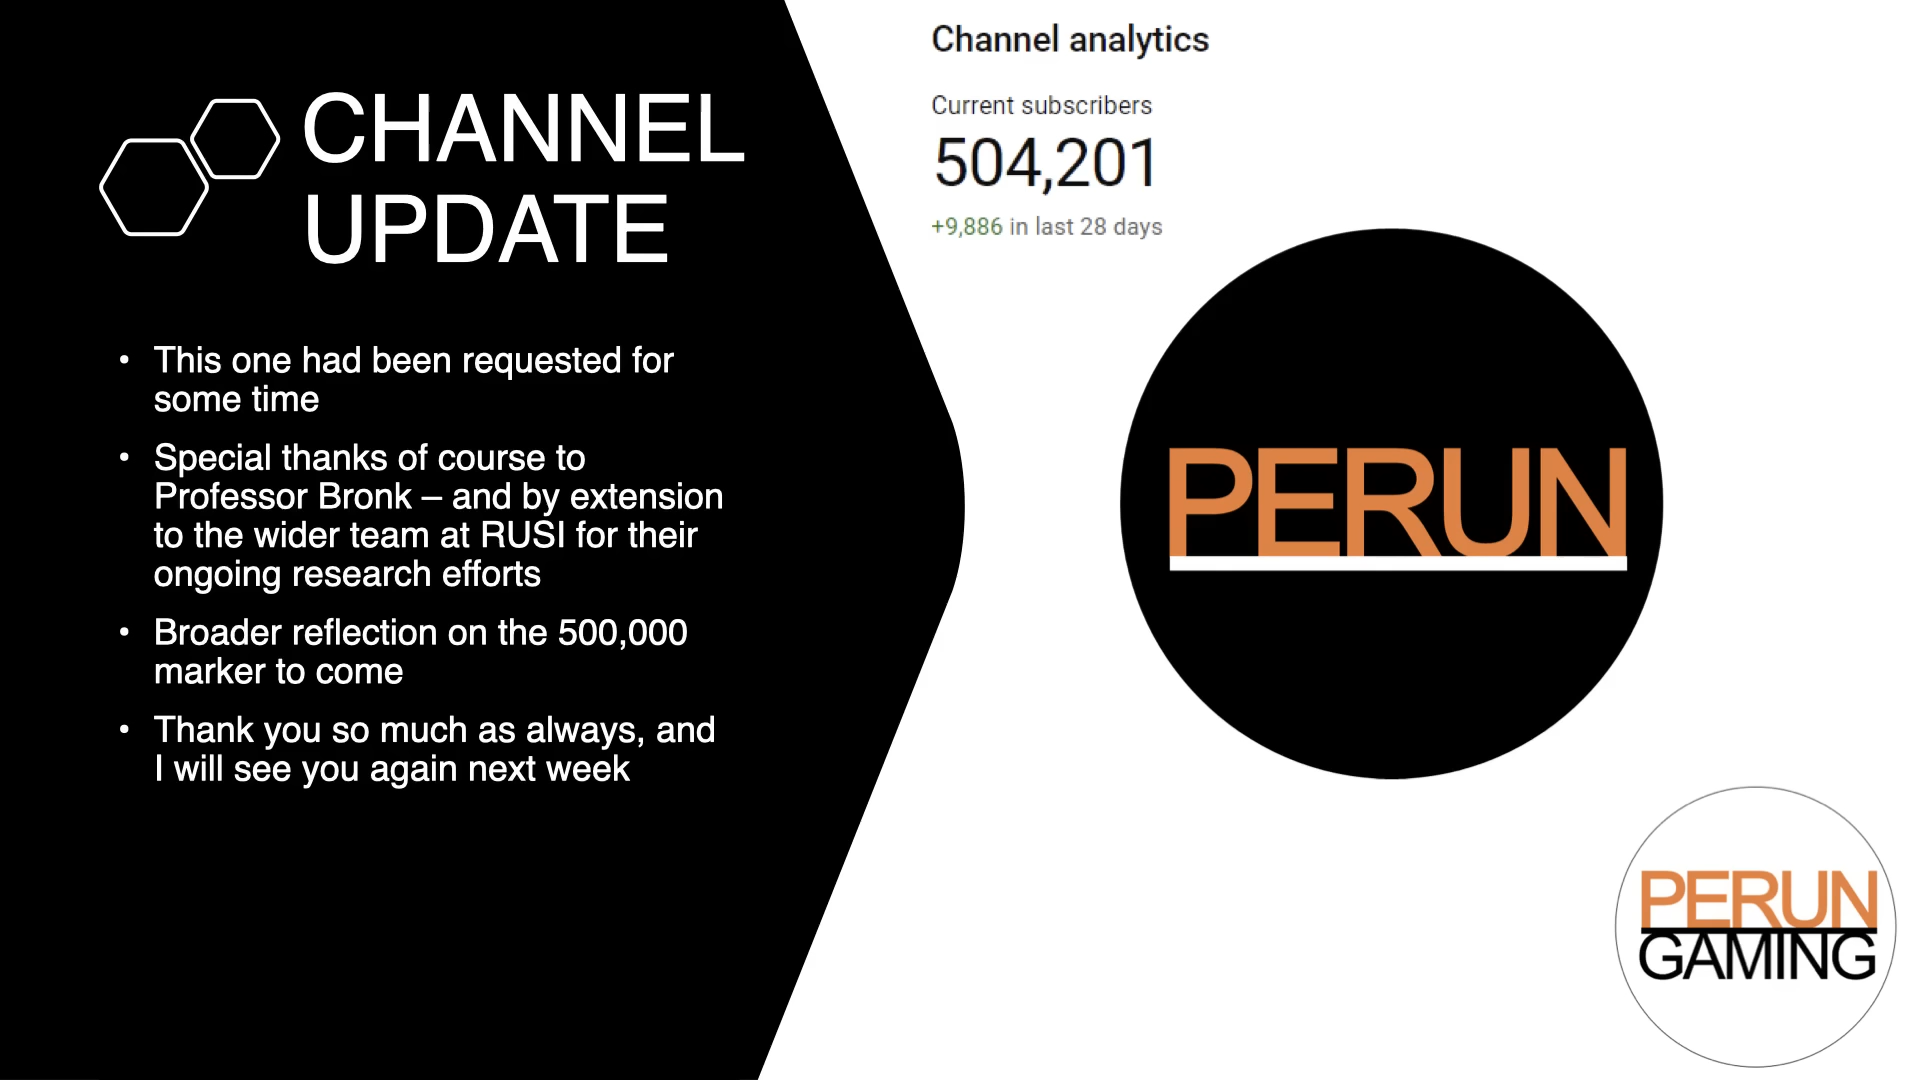 CHANNEL
UPDATE
• This one had been requested for
some time
• Special thanks of course to
Professor Bronk – and by extension
to the wider team at RUSI for their
ongoing research efforts
• Broader reflection on the 500,000
marker to come
• Thank you so much as always, and
I will see you again next week
Channel analytics
Current subscribers
504,201
+9,886 in last 28 days
PERUN
PERUN
GAMING